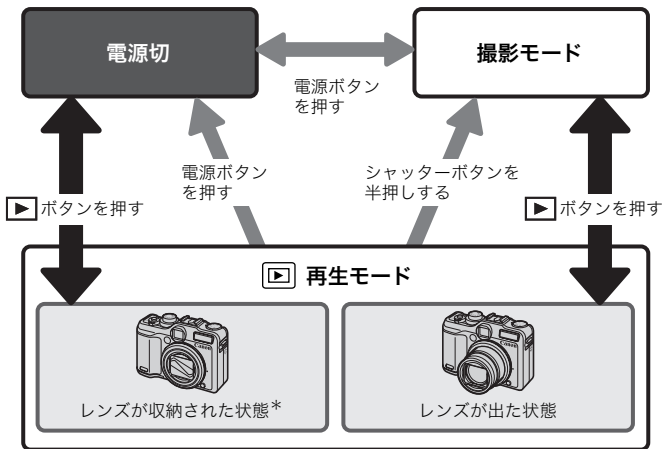 電源切
撮影モード
電源ボタン
を押す
電源ボタン
を押す
シャッターボタンを
半押しする
ボタンを押す
ボタンを押す
再生モード
Canon
Canon
レンズが収納された状態*
レンズが出た状態